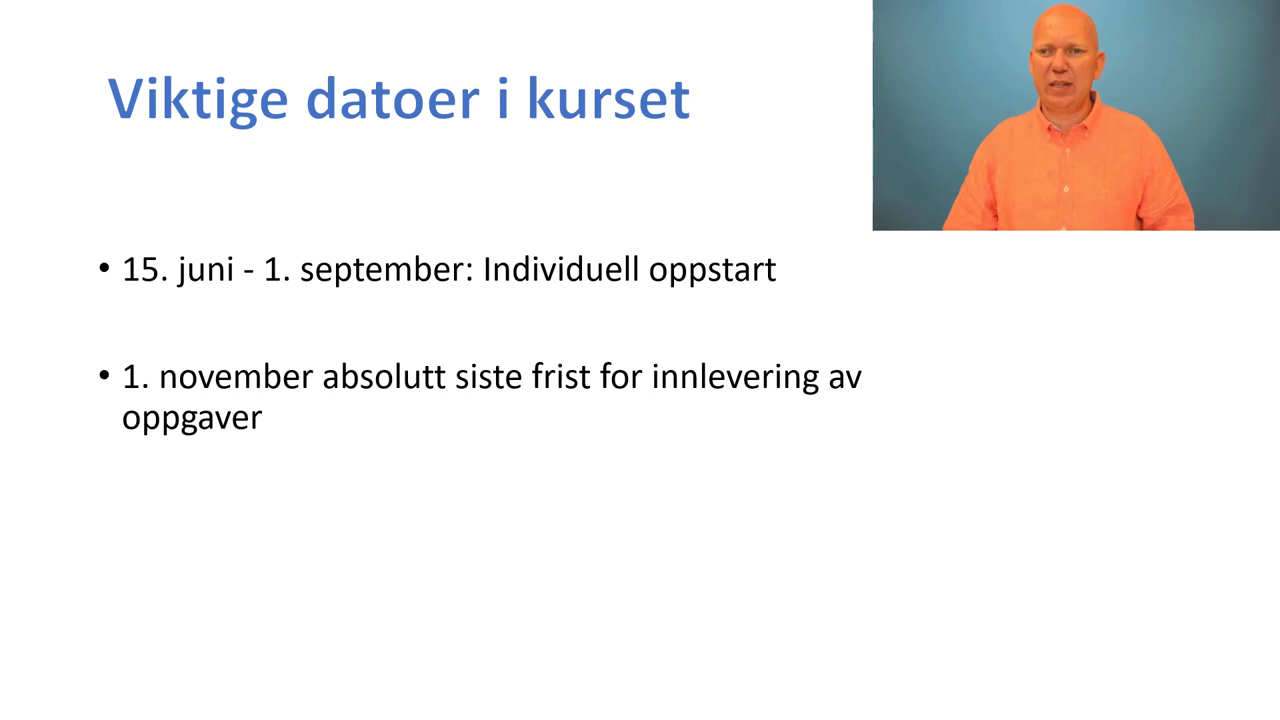 Viktige datoer i kurset
• 15. juni - 1. september: Individuell oppstart
• 1. november absolutt siste frist for innlevering av
oppgaver